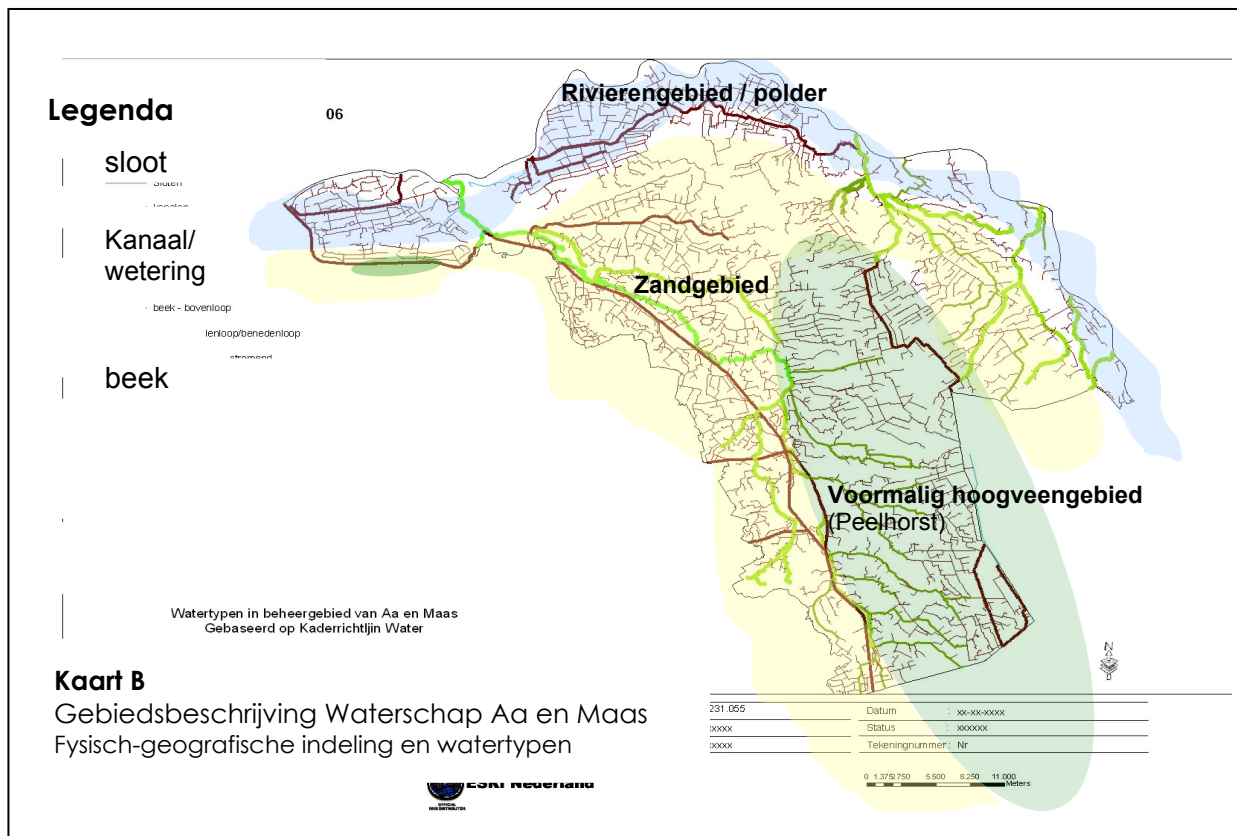 Legenda
06
Rivierengebied / polder
sloot
Sloten
Kanaal/
wetering
beek - bovenloop
lenloop/benedenloop
stromend
beek
Zandgebied
Voormalig hoogveengebied
(Peelhorst)
Watertypen in beheergebied van Aa en Maas
Gebaseerd op Kaderrichtlijn Water
N
Kaart B
Gebiedsbeschrijving Waterschap Aa en Maas
Fysisch-geografische indeling en watertypen
231.055
xxxx
xxxx
Datum : xx-xx-xxxx
Status : xxxxxx
Tekeningnummer : Nr
0 1.375 2.750 5.500 8.250 11.000
Meters
ESRI Nederland
OFFICIAL